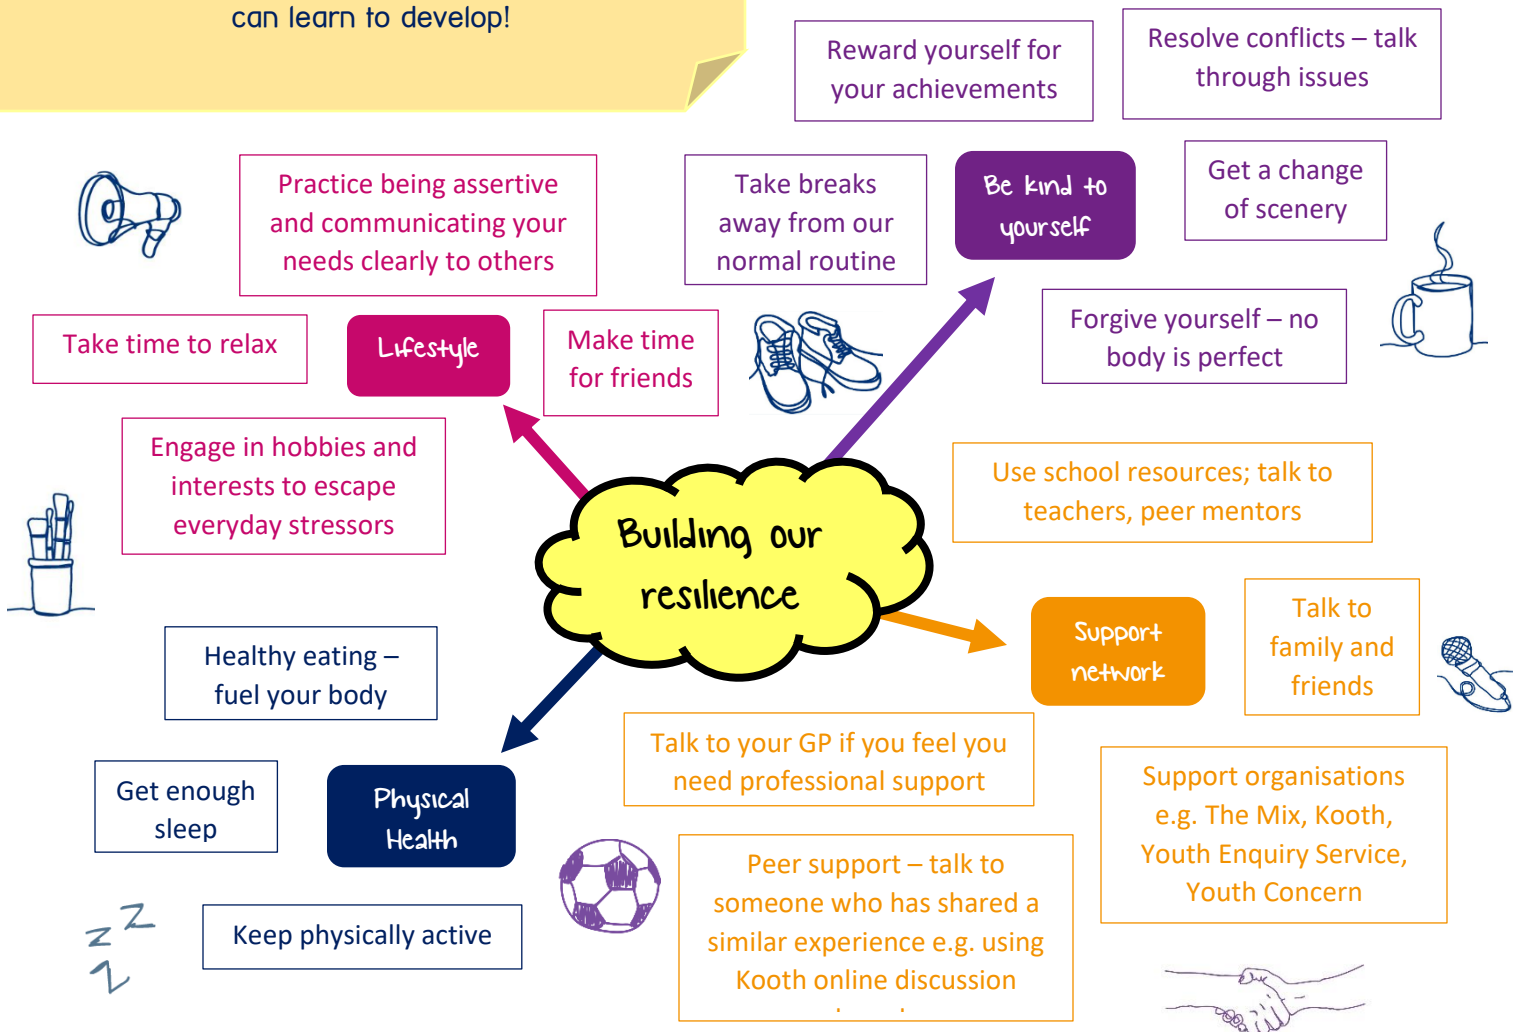 can learn to develop!
Reward yourself for
your achievements
Resolve conflicts – talk
through issues
Practice being assertive
and communicating your
needs clearly to others
Take breaks
away from our
normal routine
Be kind to
yourself
Get a change
of scenery
Take time to relax
Lifestyle
Make time
for friends
Forgive yourself – no
body is perfect
Engage in hobbies and
interests to escape
everyday stressors
Use school resources; talk to
teachers, peer mentors
Building our
resilience
Support
network
Talk to
family and
friends
Healthy eating –
fuel your body
Talk to your GP if you feel you
need professional support
Get enough
sleep
Physical
Health
Support organisations
e.g. The Mix, Kooth,
Youth Enquiry Service,
Youth Concern
Peer support – talk to
someone who has shared a
similar experience e.g. using
Kooth online discussion
Keep physically active
z z
z